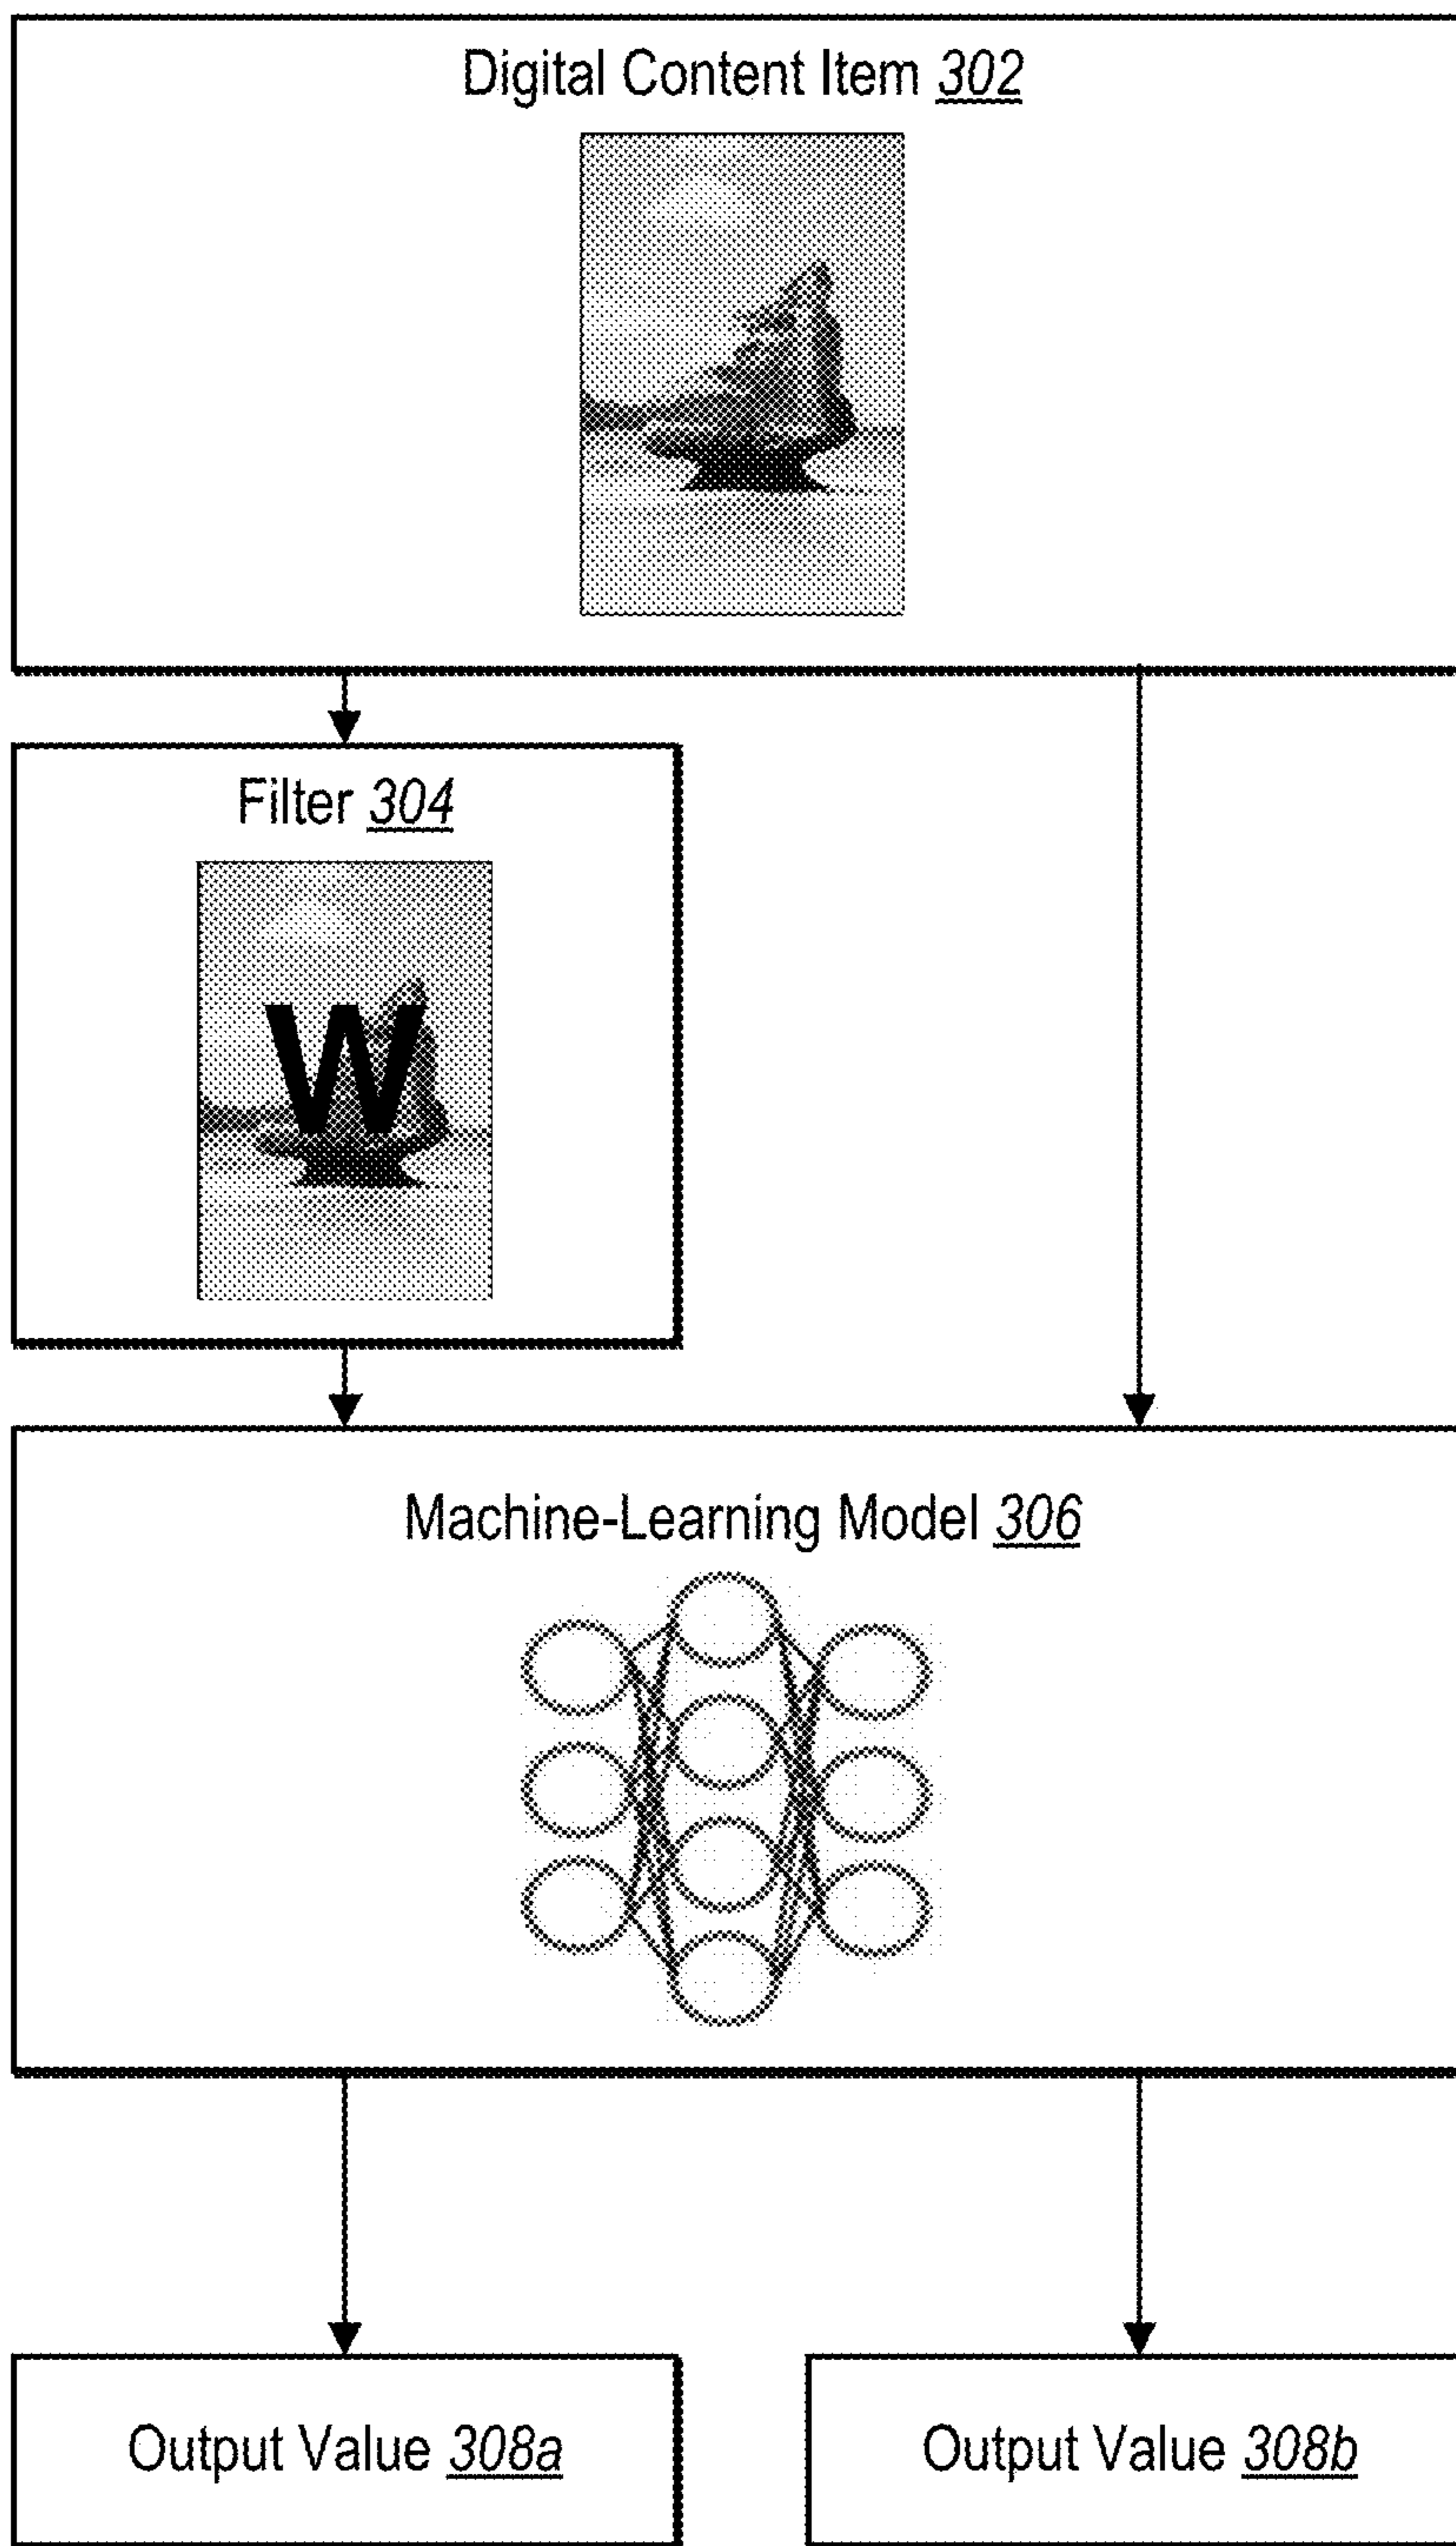 Digital Content Item 302
Filter 304
W
Machine-Learning Model 306
Output Value 308a
Output Value 308b